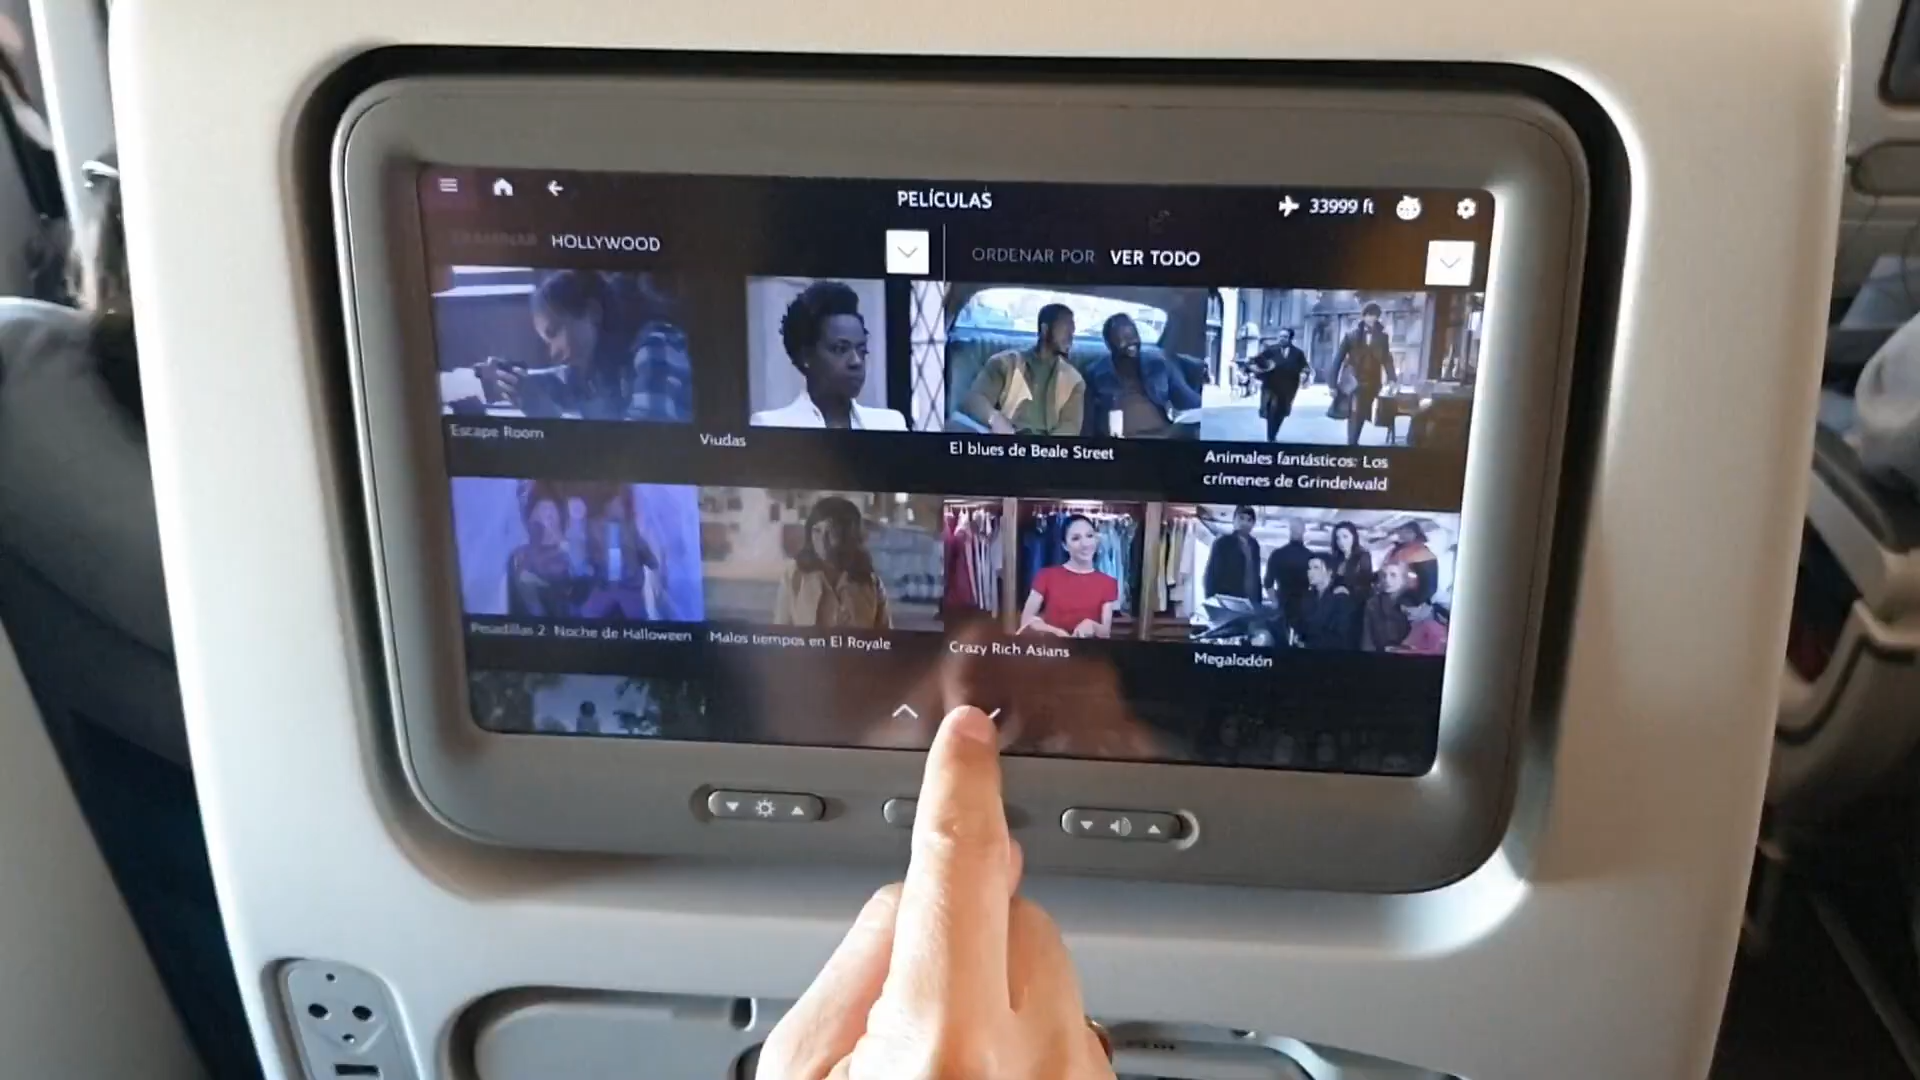 PELÍCULAS
33999 ft
EXAMINAR HOLLYWOOD
ORDENAR POR VER TODO
Escape Room
Viudas
El blues de Beale Street
Animales fantásticos: Los
crímenes de Grindelwald
Pesadillas 2: Noche de Halloween
Malos tiempos en El Royale
Crazy Rich Asians
Megalodón